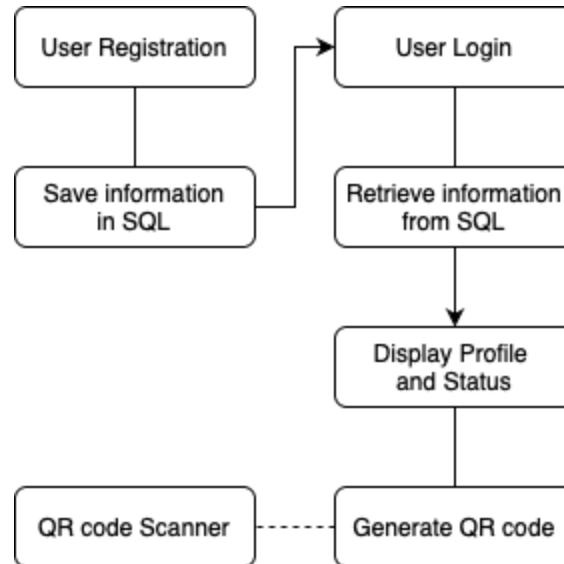 User Registration
User Login
Save information
in SQL
Retrieve information
from SQL
Display Profile
and Status
QR code Scanner
Generate QR code